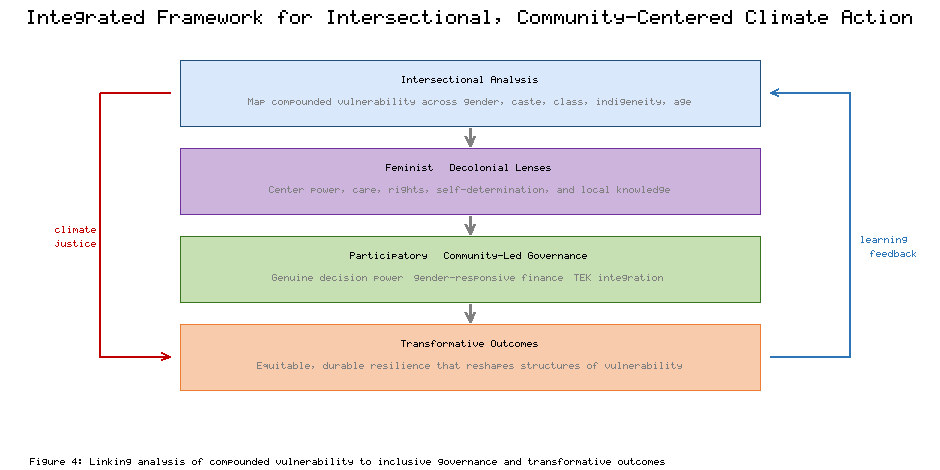 Integrated Framework for Intersectional, Community-Centered Climate Action
Intersectional Analysis
Map compounded vulnerability across gender, caste, class, indigeneity, age
Feminist Decolonial Lenses
Center power, care, rights, self-determination, and local knowledge
climate
justice
learning
feedback
Participatory Community-Led Governance
Genuine decision power gender-responsive finance TEK integration
Transformative Outcomes
Equitable, durable resilience that reshapes structures of vulnerability
Figure 4: Linking analysis of compounded vulnerability to inclusive governance and transformative outcomes